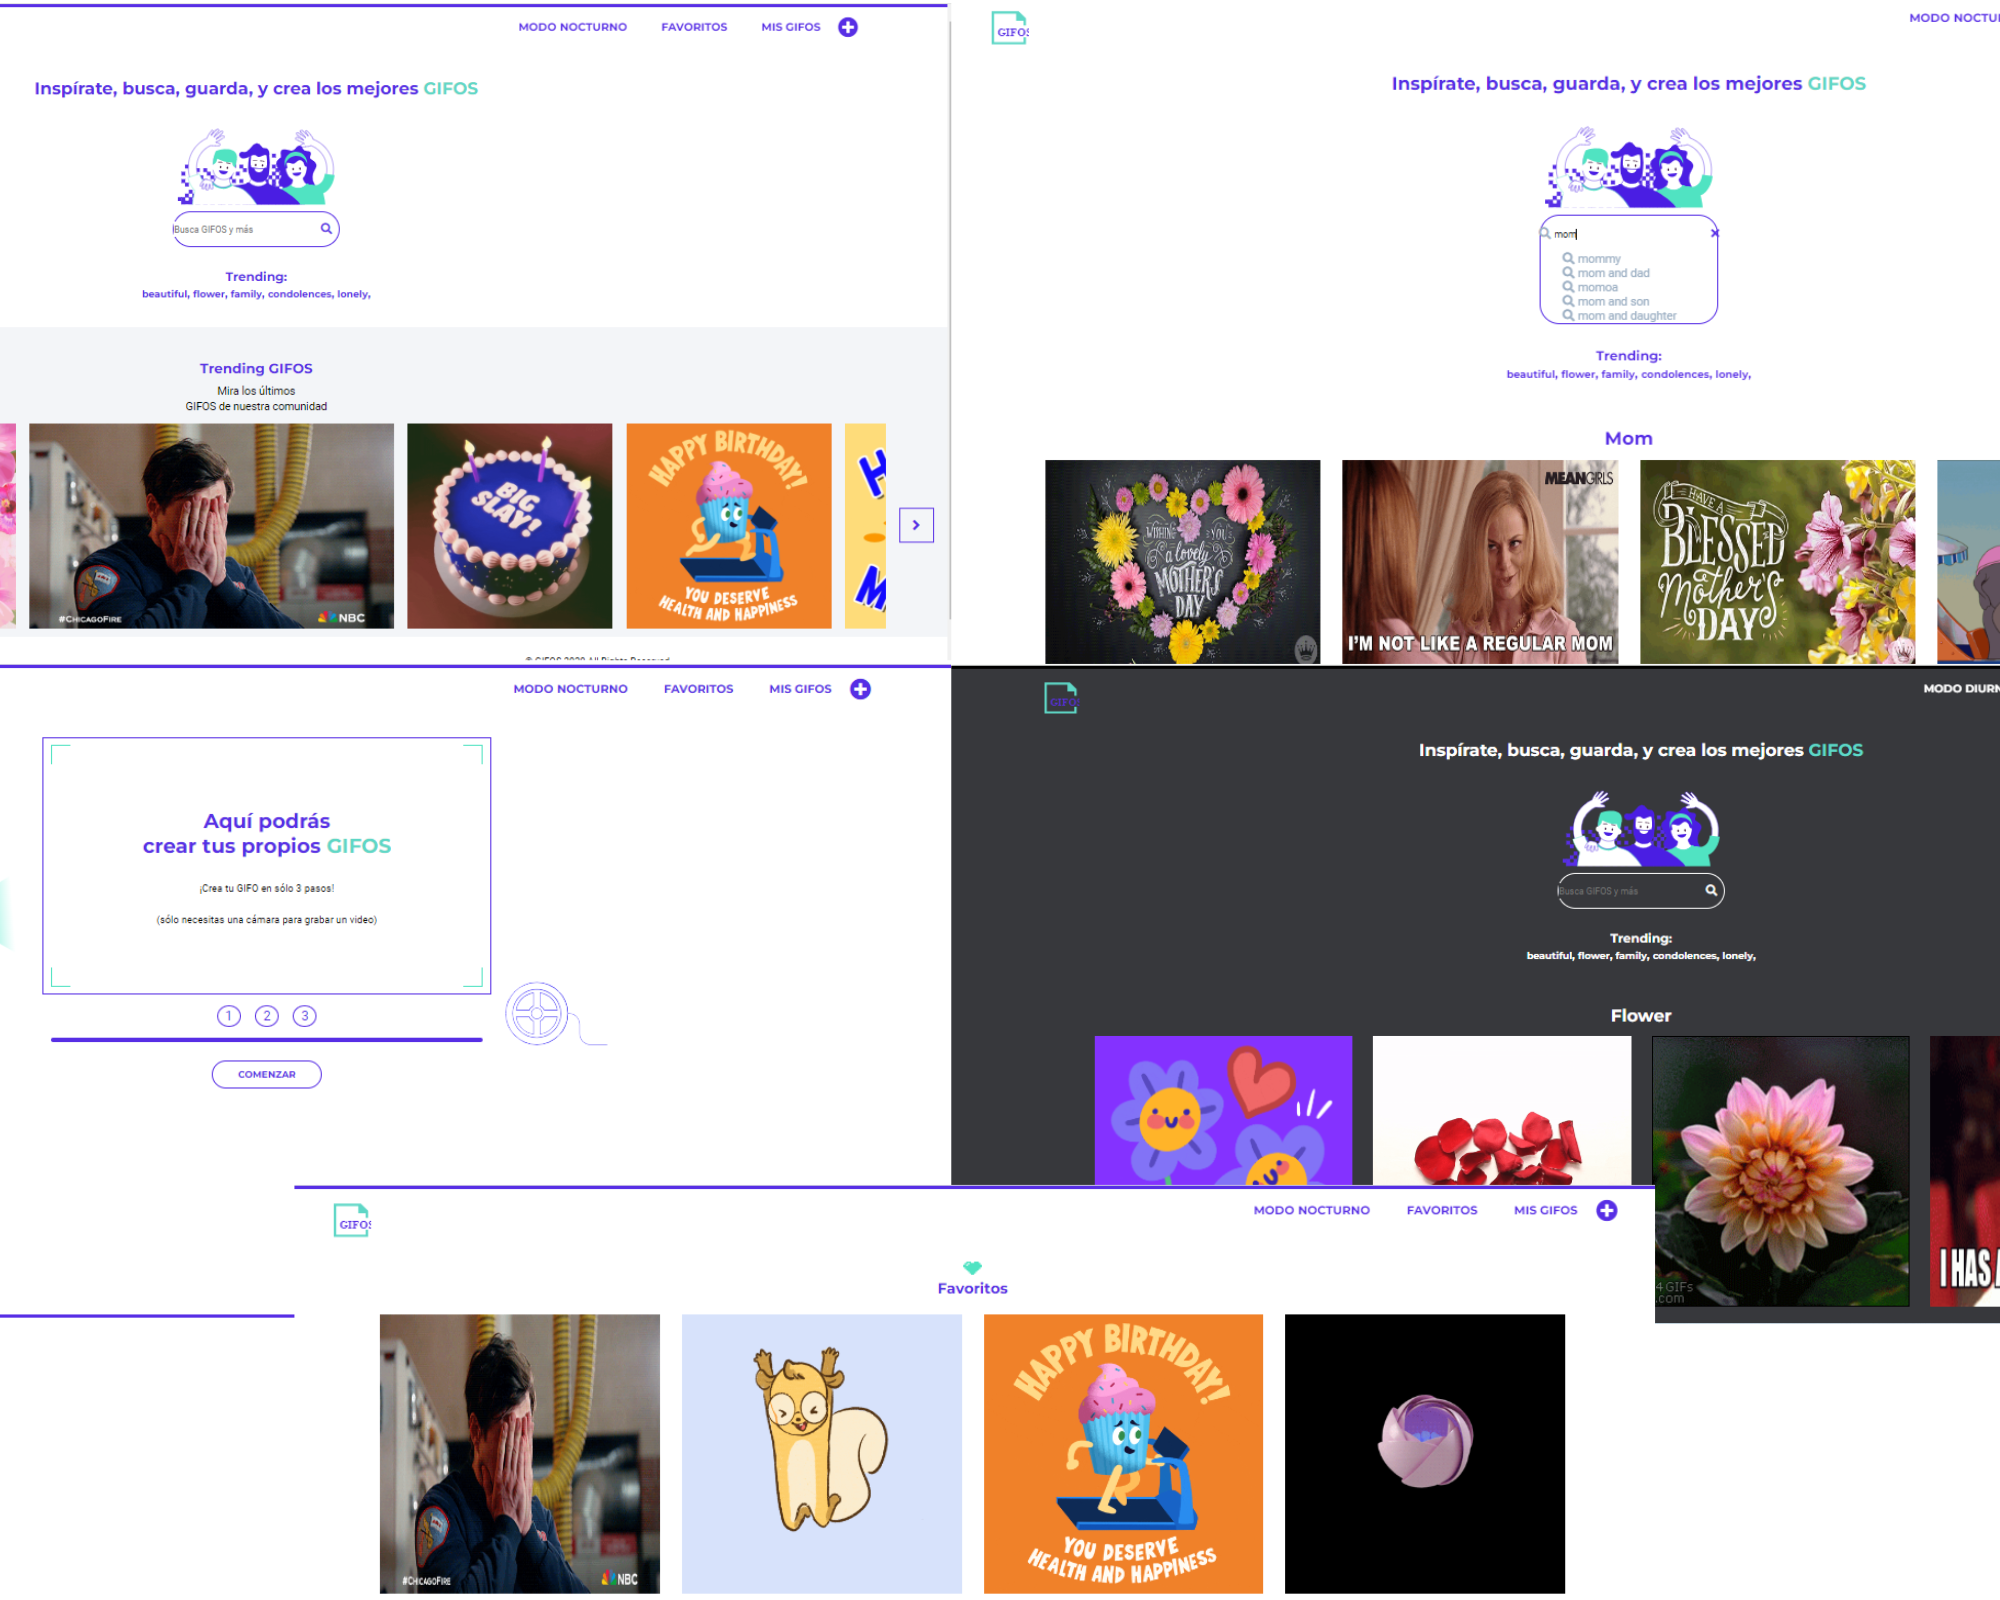 MODO NOCTURNO FAVORITOS MIS GIFOS
Inspírate, busca, guarda, y crea los mejores GIFOS
Busca GIFOS y más
Trending:
beautiful, flower, family, condolences, lonely,
Trending GIFOS
Mira los últimos
GIFOS de nuestra comunidad
#CHICAGOFIRE
NBC
BIG
SLAY!
HAPPY BIRTHDAY!
YOU DESERVE
HEALTH AND HAPPINESS
GIFOS
MODO NOCTU
Inspírate, busca, guarda, y crea los mejores GIFOS
mom
mommy
mom and dad
momoa
mom and son
mom and daughter
Trending:
beautiful, flower, family, condolences, lonely,
Mom
WISHING YOU
a lovely
MOTHER'S
DAY
MEAN GIRLS
I'M NOT LIKE A REGULAR MOM
HAVE A
BLESSED
Mother's
DAY
MODO NOCTURNO FAVORITOS MIS GIFOS
Aquí podrás
crear tus propios GIFOS
¡Crea tu GIFO en sólo 3 pasos!
(sólo necesitas una cámara para grabar un video)
1 2 3
COMENZAR
GIFO
MODO DIURN
Inspírate, busca, guarda, y crea los mejores GIFOS
Busca GIFOS y más
Trending:
beautiful, flower, family, condolences, lonely,
Flower
4 GIFs
.com
I HAS
GIFOS
MODO NOCTURNO FAVORITOS MIS GIFOS
Favoritos
#CHICAGOFIRE
NBC
HAPPY BIRTHDAY!
YOU DESERVE
HEALTH AND HAPPINESS